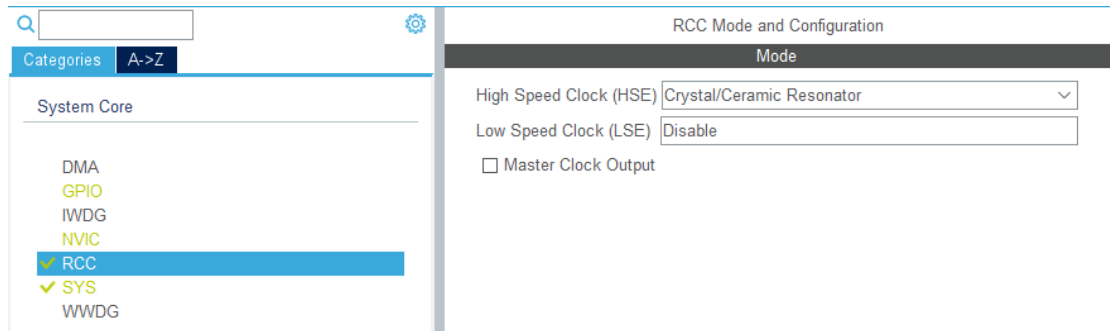 Categories
A->Z
System Core
DMA
GPIO
IWDG
NVIC
RCC
SYS
WWDG
RCC Mode and Configuration
Mode
High Speed Clock (HSE) Crystal/Ceramic Resonator
Low Speed Clock (LSE) Disable
Master Clock Output